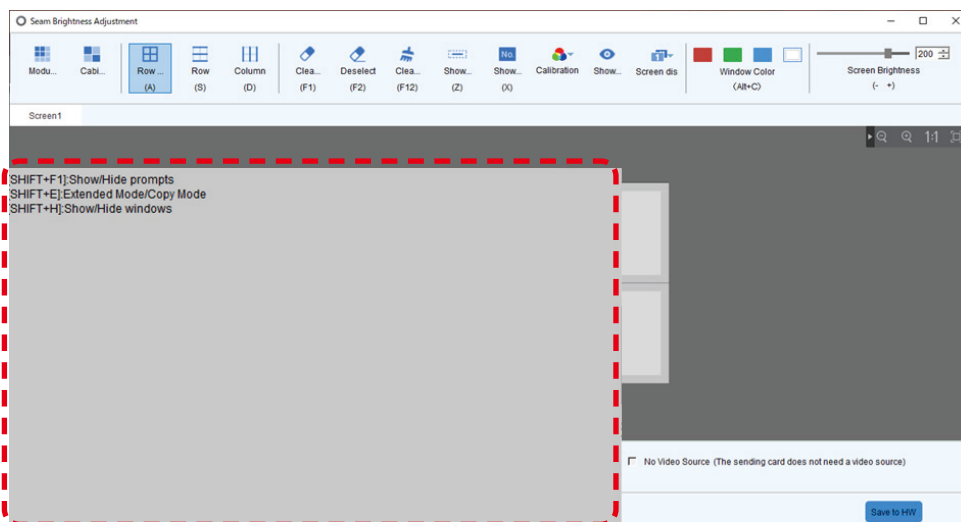 Seam Brightness Adjustment
Modu... Cabi... Row ... Row Column Clea... Deselect Clea... Show... No. Show... Calibration Show... Screen dis Window Color Screen Brightness 200
(A) (S) (D) (F1) (F2) (F12) (Z) (X) (Alt+C) (- +)
Screen1
1:1
[SHIFT+F1]:Show/Hide prompts
[SHIFT+E]:Extended Mode/Copy Mode
[SHIFT+H]:Show/Hide windows
No Video Source (The sending card does not need a video source)
Save to HW